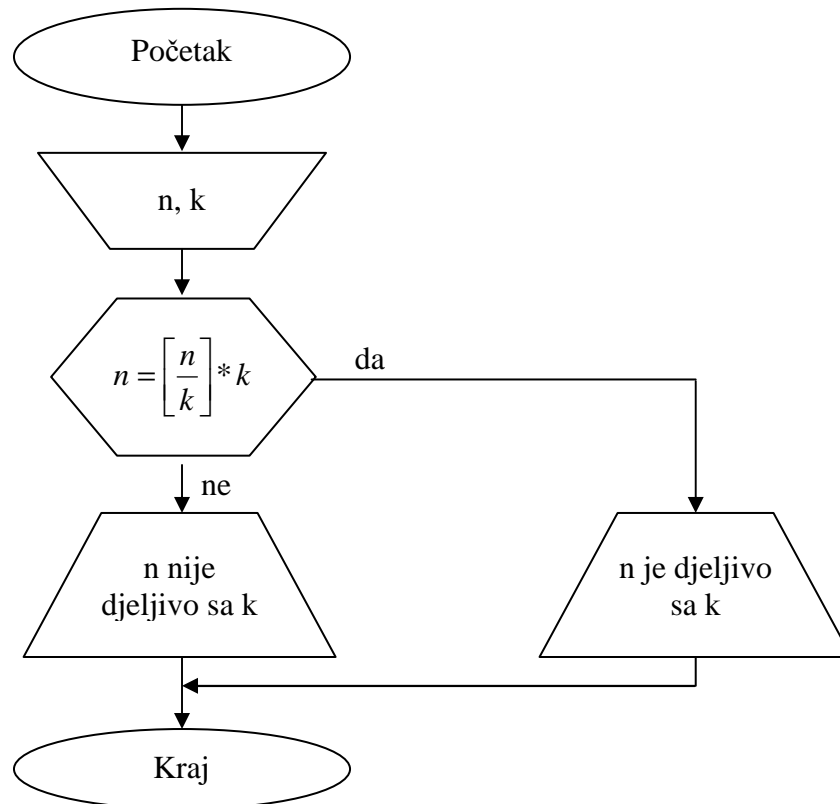 Početak
n, k
n = [n/k] * k
da
ne
n nije
djeljivo sa k
n je djeljivo
sa k
Kraj